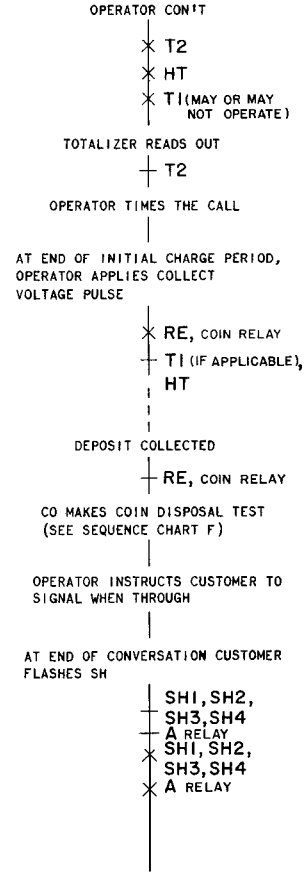 OPERATOR CON'T
T2
HT
T1 (MAY OR MAY
NOT OPERATE)
TOTALIZER READS OUT
T2
OPERATOR TIMES THE CALL
AT END OF INITIAL CHARGE PERIOD,
OPERATOR APPLIES COLLECT
VOLTAGE PULSE
RE, COIN RELAY
T1 (IF APPLICABLE),
HT
DEPOSIT COLLECTED
RE, COIN RELAY
CO MAKES COIN DISPOSAL TEST
(SEE SEQUENCE CHART F)
OPERATOR INSTRUCTS CUSTOMER TO
SIGNAL WHEN THROUGH
AT END OF CONVERSATION CUSTOMER
FLASHES SH
SH1, SH2,
SH3, SH4
A RELAY
SH1, SH2,
SH3, SH4
A RELAY